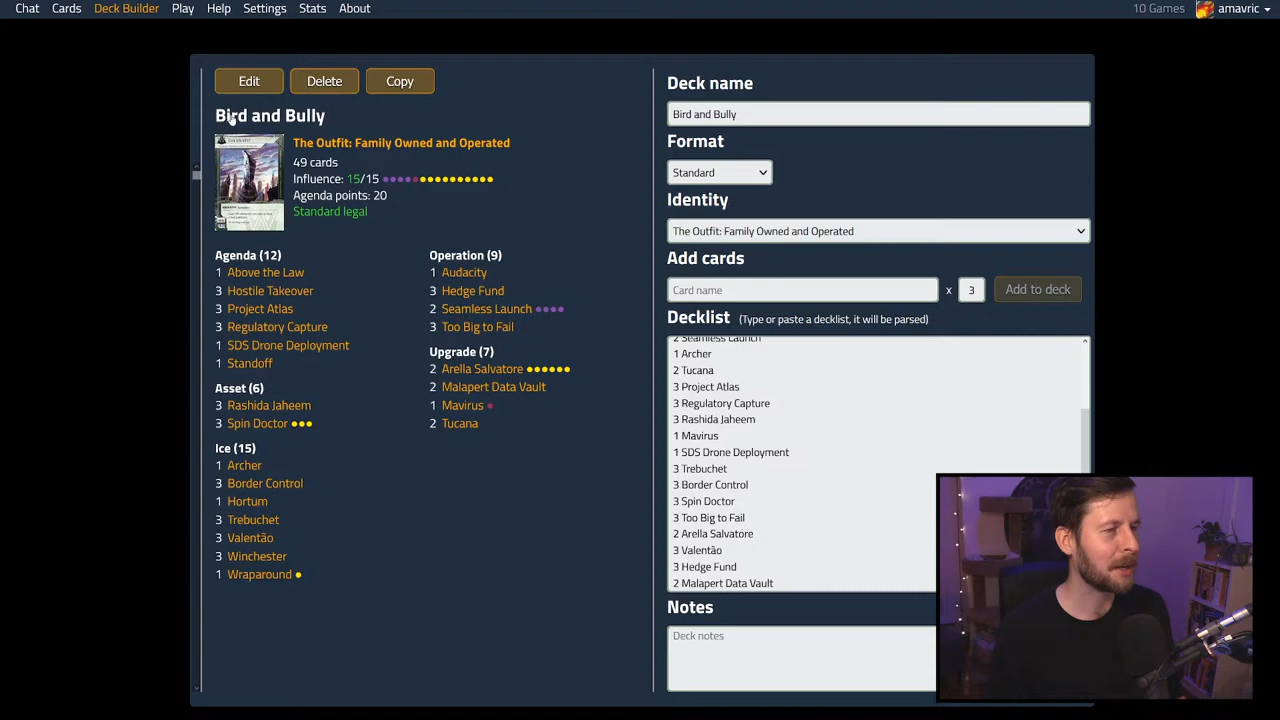 Chat Cards Deck Builder Play Help Settings Stats About 10 Games amavric
Edit Delete Copy
Bird and Bully
THE OUTFIT
The Outfit: Family Owned and Operated
49 cards
Influence: 15/15
Agenda points: 20
Standard legal
Agenda (12)
1 Above the Law
3 Hostile Takeover
3 Project Atlas
3 Regulatory Capture
1 SDS Drone Deployment
1 Standoff
Asset (6)
3 Rashida Jaheem
3 Spin Doctor
Ice (15)
1 Archer
3 Border Control
1 Hortum
3 Trebuchet
3 Valentão
3 Winchester
1 Wraparound
Operation (9)
1 Audacity
3 Hedge Fund
2 Seamless Launch
3 Too Big to Fail
Upgrade (7)
2 Arella Salvatore
2 Malapert Data Vault
1 Mavirus
2 Tucana
Deck name
Bird and Bully
Format
Standard
Identity
The Outfit: Family Owned and Operated
Add cards
Card name x 3 Add to deck
Decklist (Type or paste a decklist, it will be parsed)
2 Seamless Launch
1 Archer
2 Tucana
3 Project Atlas
3 Regulatory Capture
3 Rashida Jaheem
1 Mavirus
1 SDS Drone Deployment
3 Trebuchet
3 Border Control
3 Spin Doctor
3 Too Big to Fail
2 Arella Salvatore
3 Valentão
3 Hedge Fund
2 Malapert Data Vault
Notes
Deck notes